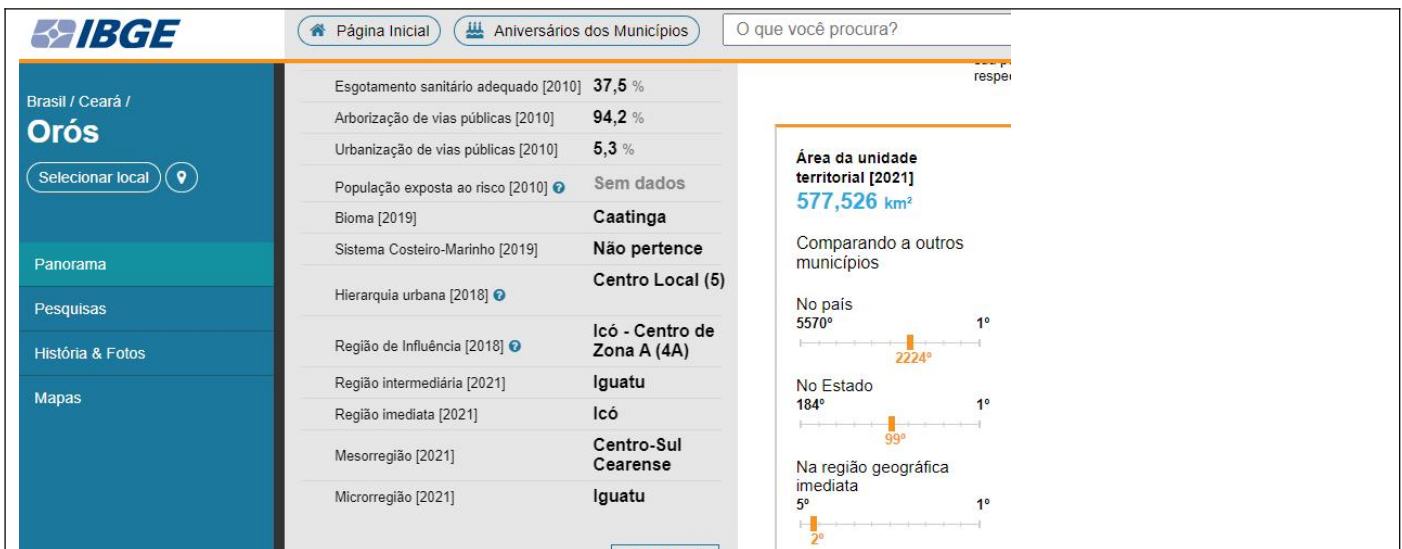 IBGE
Página Inicial
Aniversários dos Municípios
O que você procura?
Brasil / Ceará /
Orós
Selecionar local
Panorama
Pesquisas
História & Fotos
Mapas
Esgotamento sanitário adequado [2010] 37,5 %
Arborização de vias públicas [2010] 94,2 %
Urbanização de vias públicas [2010] 5,3 %
População exposta ao risco [2010] ? Sem dados
Bioma [2019] Caatinga
Sistema Costeiro-Marinho [2019] Não pertence
Hierarquia urbana [2018] ? Centro Local (5)
Região de Influência [2018] ? Icó - Centro de
Zona A (4A)
Região intermediária [2021] Iguatu
Região imediata [2021] Icó
Mesorregião [2021] Centro-Sul
Cearense
Microrregião [2021] Iguatu
respe
Área da unidade
territorial [2021]
577,526 km²
Comparando a outros
municípios
No país
5570º 1º
2224º
No Estado
184º 1º
99º
Na região geográfica
imediata
5º 1º
2º